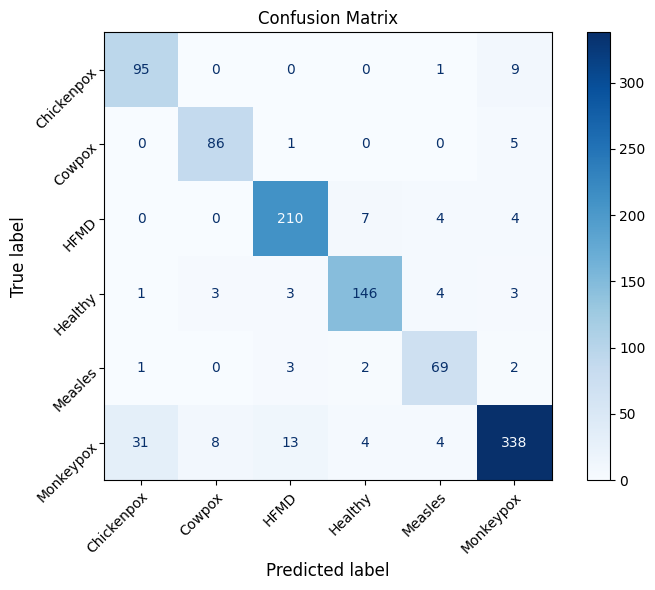 Confusion Matrix
True label
Chickenpox 95 0 0 0 1 9
Cowpox 0 86 1 0 0 5
HFMD 0 0 210 7 4 4
Healthy 1 3 3 146 4 3
Measles 1 0 3 2 69 2
Monkeypox 31 8 13 4 4 338
Chickenpox Cowpox HFMD Healthy Measles Monkeypox
Predicted label
300
250
200
150
100
50
0